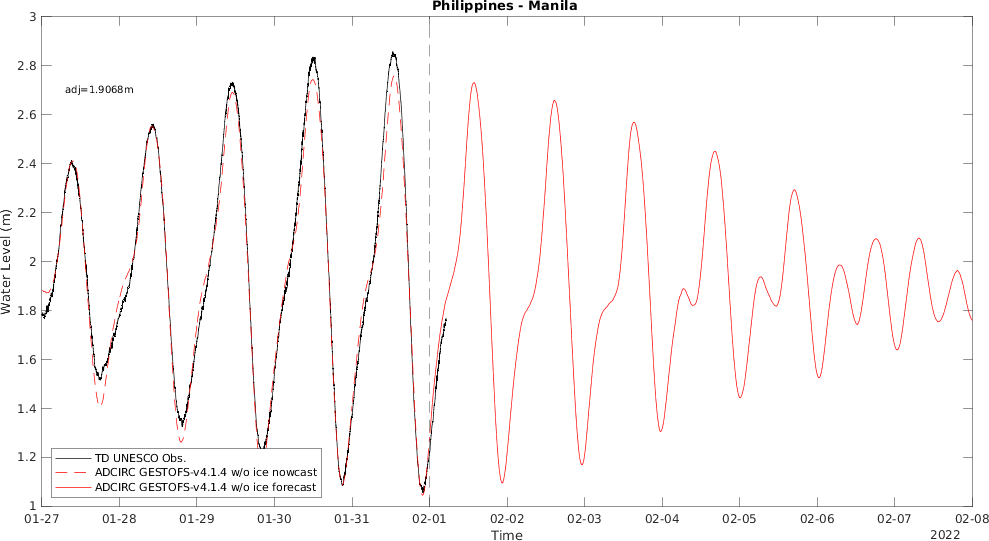 Philippines - Manila
3
2.8
adj=1.9068m
2.6
2.4
2.2
2
1.8
1.6
1.4
1.2
1
Water Level (m)
TD UNESCO Obs.
ADCIRC GESTOFS-v4.1.4 w/o ice nowcast
ADCIRC GESTOFS-v4.1.4 w/o ice forecast
01-27 01-28 01-29 01-30 01-31 02-01 02-02 02-03 02-04 02-05 02-06 02-07 02-08
Time
2022